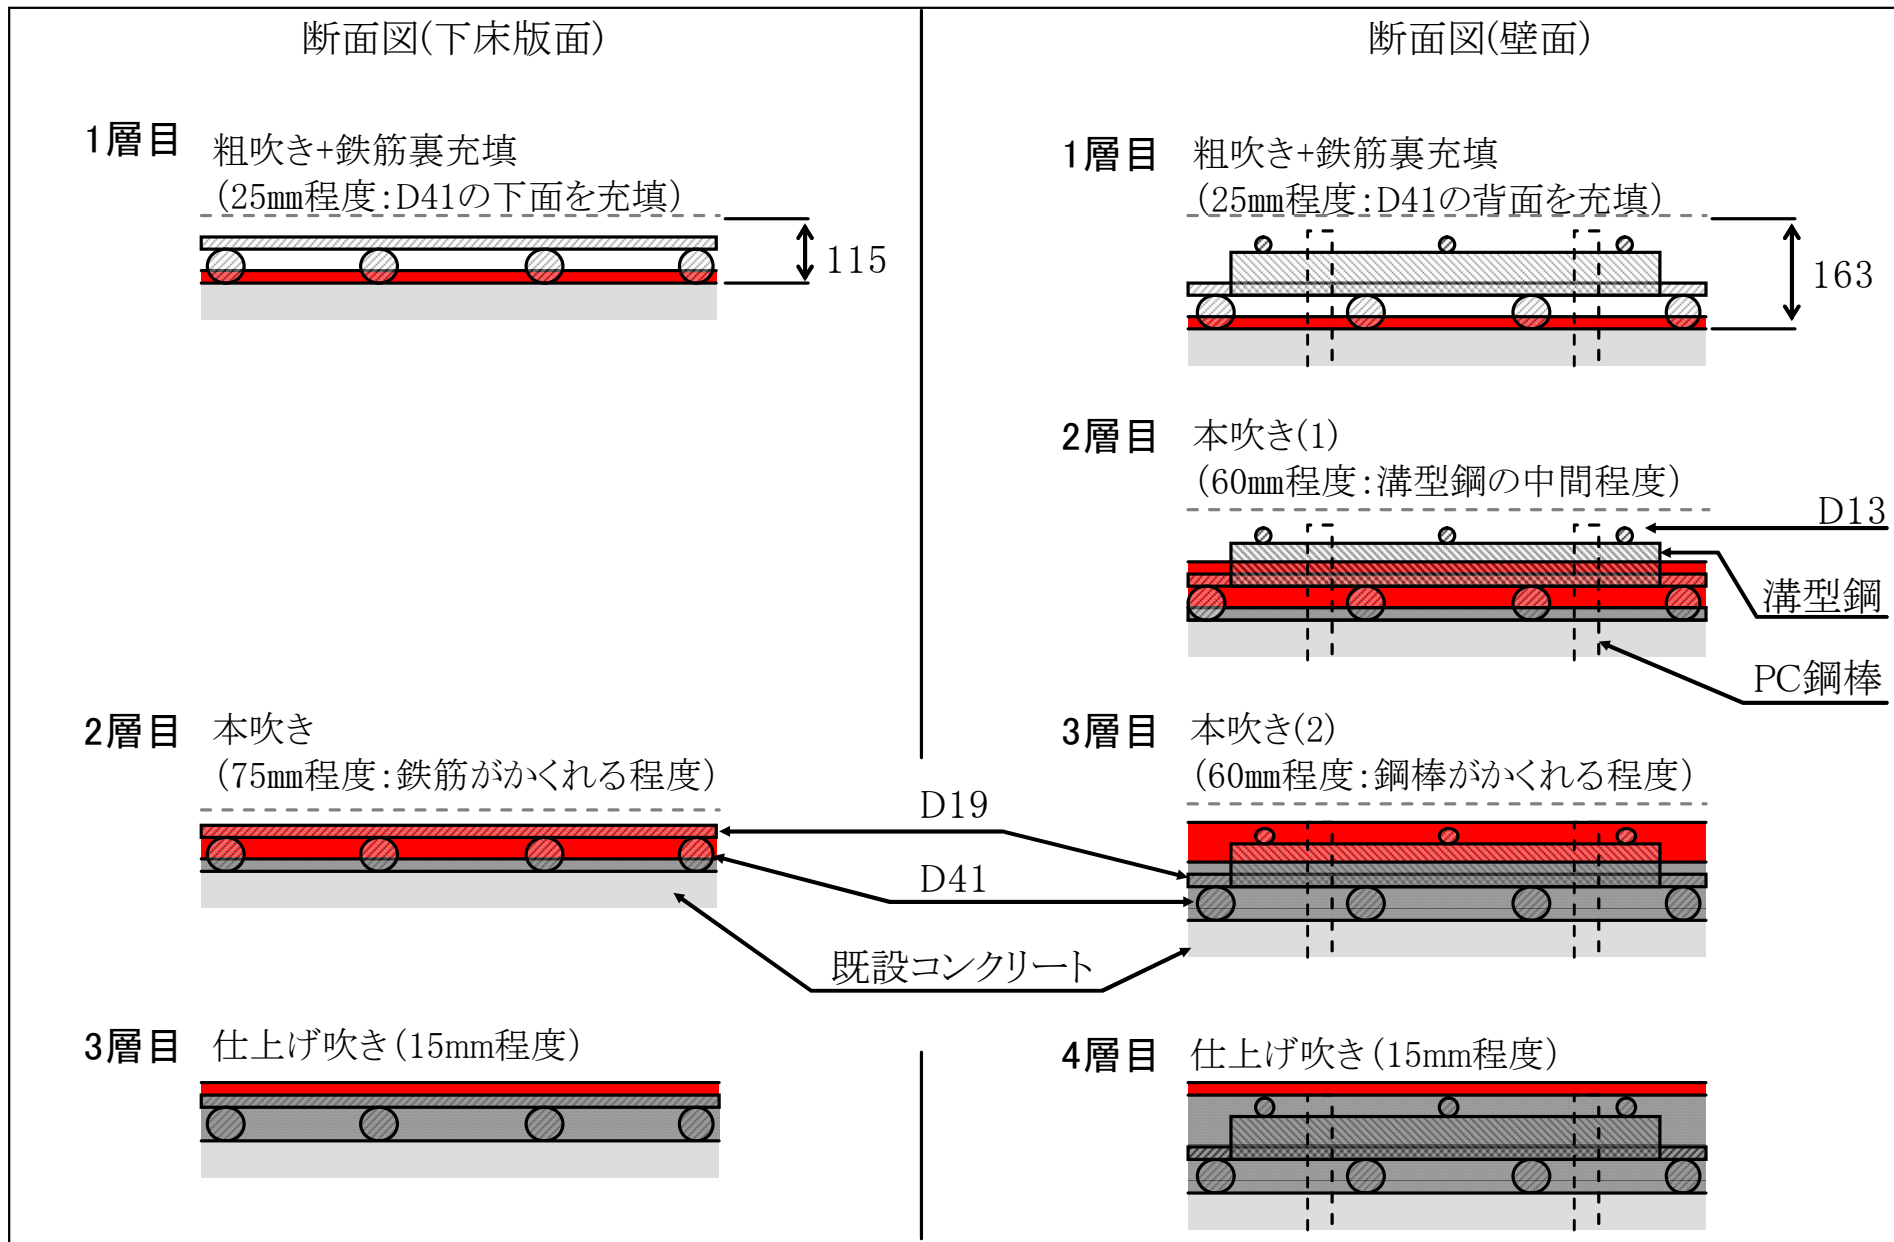 断面図(下床版面)
1層目 粗吹き+鉄筋裏充填
(25mm程度:D41の下面を充填)
115
2層目 本吹き
(75mm程度:鉄筋がかくれる程度)
D19
D41
既設コンクリート
3層目 仕上げ吹き(15mm程度)
断面図(壁面)
1層目 粗吹き+鉄筋裏充填
(25mm程度:D41の背面を充填)
163
2層目 本吹き(1)
(60mm程度:溝型鋼の中間程度)
D13
溝型鋼
PC鋼棒
3層目 本吹き(2)
(60mm程度:鋼棒がかくれる程度)
4層目 仕上げ吹き(15mm程度)